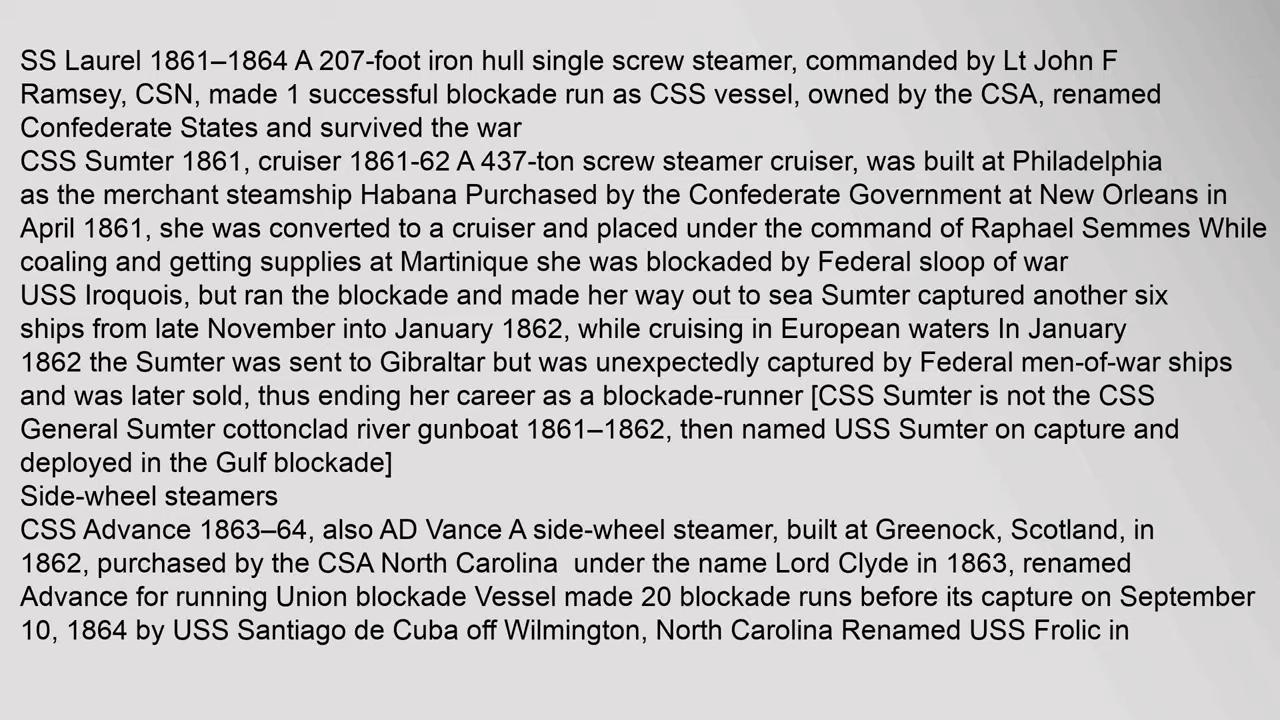 SS Laurel 1861–1864 A 207-foot iron hull single screw steamer, commanded by Lt John F
Ramsey, CSN, made 1 successful blockade run as CSS vessel, owned by the CSA, renamed
Confederate States and survived the war
CSS Sumter 1861, cruiser 1861-62 A 437-ton screw steamer cruiser, was built at Philadelphia
as the merchant steamship Habana Purchased by the Confederate Government at New Orleans in
April 1861, she was converted to a cruiser and placed under the command of Raphael Semmes While
coaling and getting supplies at Martinique she was blockaded by Federal sloop of war
USS Iroquois, but ran the blockade and made her way out to sea Sumter captured another six
ships from late November into January 1862, while cruising in European waters In January
1862 the Sumter was sent to Gibraltar but was unexpectedly captured by Federal men-of-war ships
and was later sold, thus ending her career as a blockade-runner [CSS Sumter is not the CSS
General Sumter cottonclad river gunboat 1861–1862, then named USS Sumter on capture and
deployed in the Gulf blockade]
Side-wheel steamers
CSS Advance 1863–64, also AD Vance A side-wheel steamer, built at Greenock, Scotland, in
1862, purchased by the CSA North Carolina  under the name Lord Clyde in 1863, renamed
Advance for running Union blockade Vessel made 20 blockade runs before its capture on September
10, 1864 by USS Santiago de Cuba off Wilmington, North Carolina Renamed USS Frolic in